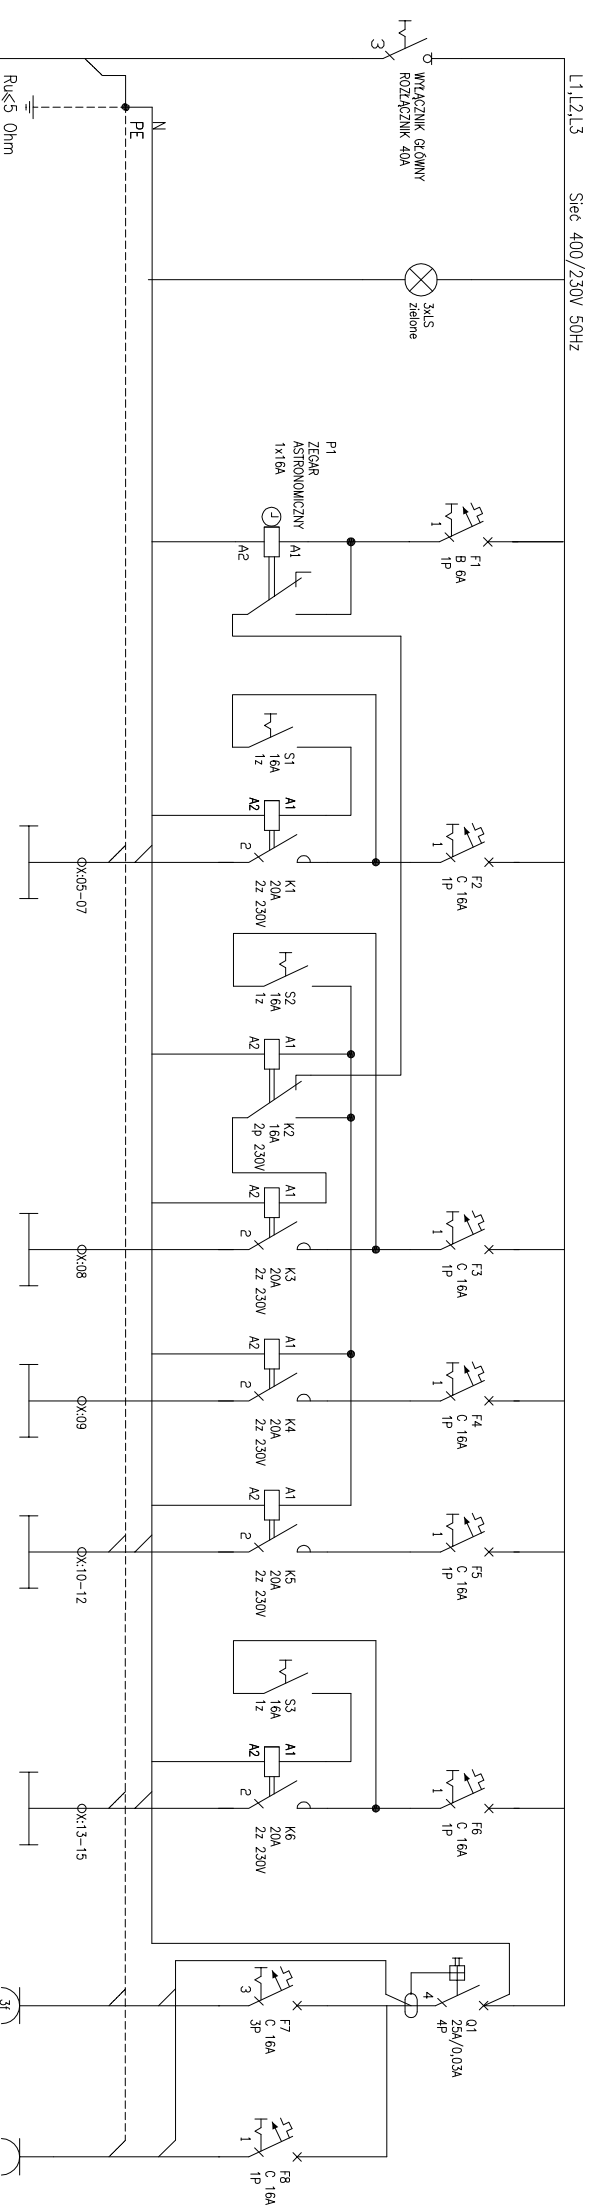 L1,L2,L3
Sieć 400/230V 50Hz
3
WYŁĄCZNIK GŁÓWNY
ROZŁĄCZNIK 40A
N
PE
Ru≤5 Ohm
3xLS
zielone
P1
ZEGAR
ASTRONOMICZNY
1x16A
A1
A2
1
F1
B 6A
1P
S1
16A
1z
A1
A2
2
K1
20A
2z 230V
1
F2
C 16A
1P
X:05-07
S2
16A
1z
A1
A2
K2
16A
2p 230V
A1
A2
2
K3
20A
2z 230V
1
F3
C 16A
1P
X:08
A1
A2
2
K4
20A
2z 230V
1
F4
C 16A
1P
X:09
A1
A2
2
K5
20A
2z 230V
1
F5
C 16A
1P
X:10-12
S3
16A
1z
A1
A2
2
K6
20A
2z 230V
1
F6
C 16A
1P
X:13-15
4
Q1
25A/0,03A
4P
3
F7
C 16A
3P
3f
1
F8
C 16A
1P